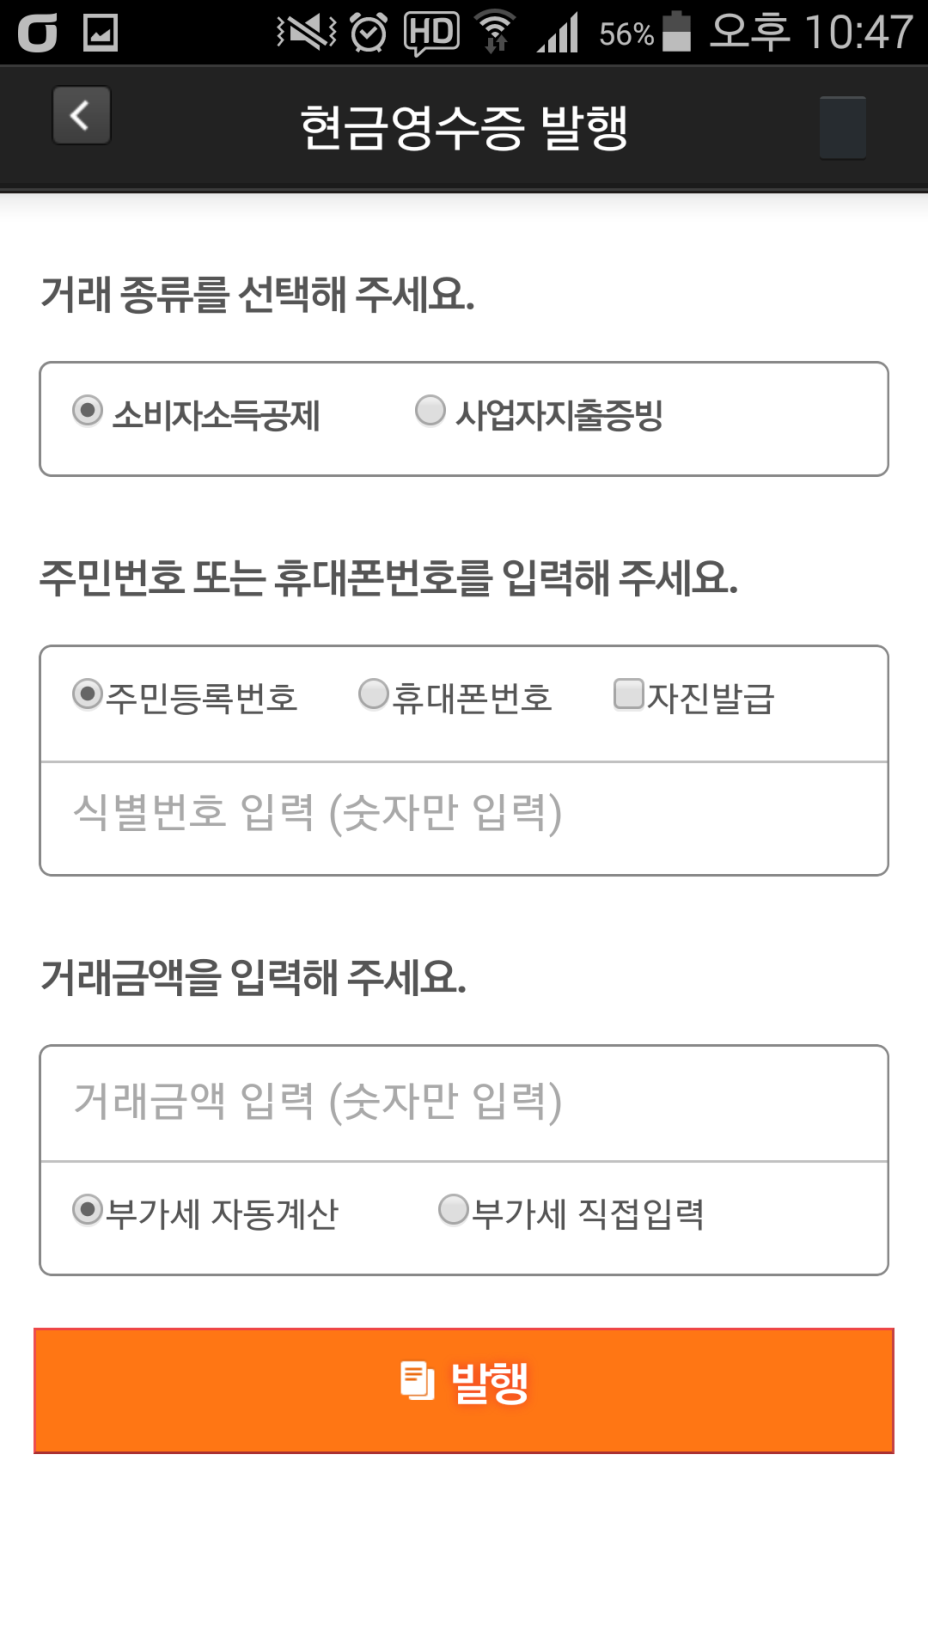 HD 56% 오후 10:47
현금영수증 발행
거래 종류를 선택해 주세요.
소비자소득공제 사업자지출증빙
주민번호 또는 휴대폰번호를 입력해 주세요.
주민등록번호 휴대폰번호 자진발급
식별번호 입력 (숫자만 입력)
거래금액을 입력해 주세요.
거래금액 입력 (숫자만 입력)
부가세 자동계산 부가세 직접입력
발행